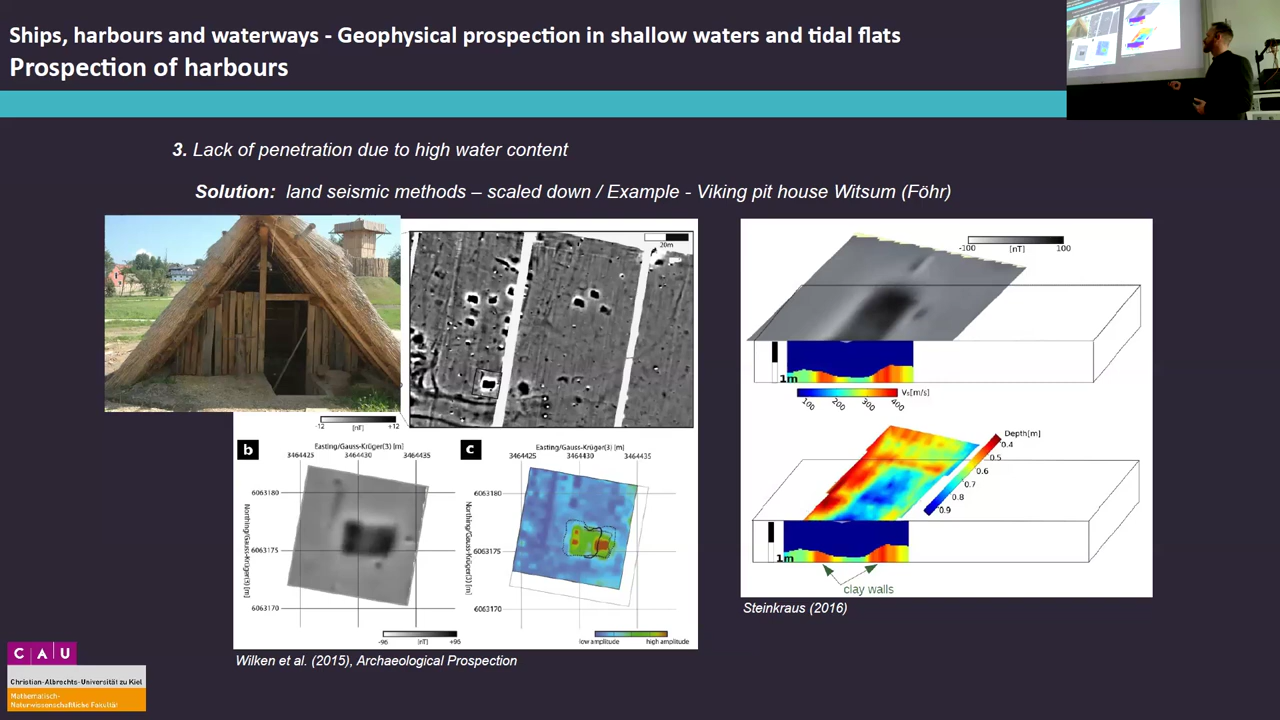 Ships, harbours and waterways - Geophysical prospection in shallow waters and tidal flats
Prospection of harbours
3. Lack of penetration due to high water content
Solution: land seismic methods – scaled down / Example - Viking pit house Witsum (Föhr)
20m
-12 +12
[nT]
b
Easting/Gauss-Krüger(3) [m]
3464425 3464430 3464435
6063180
6063175
6063170
Northing/Gauss-Krüger(3) [m]
-96 [nT] +96
c
Easting/Gauss-Krüger(3) [m]
3464425 3464430 3464435
6063180
6063175
6063170
Northing/Gauss-Krüger(3) [m]
low amplitude high amplitude
Wilken et al. (2015), Archaeological Prospection
-100 [nT] 100
1m
Vs[m/s]
100 200 300 400
Depth[m]
0.4
0.5
0.6
0.7
0.8
0.9
1m
clay walls
Steinkraus (2016)
CAU
Christian-Albrechts-Universität zu Kiel
Mathematisch-
Naturwissenschaftliche Fakultät